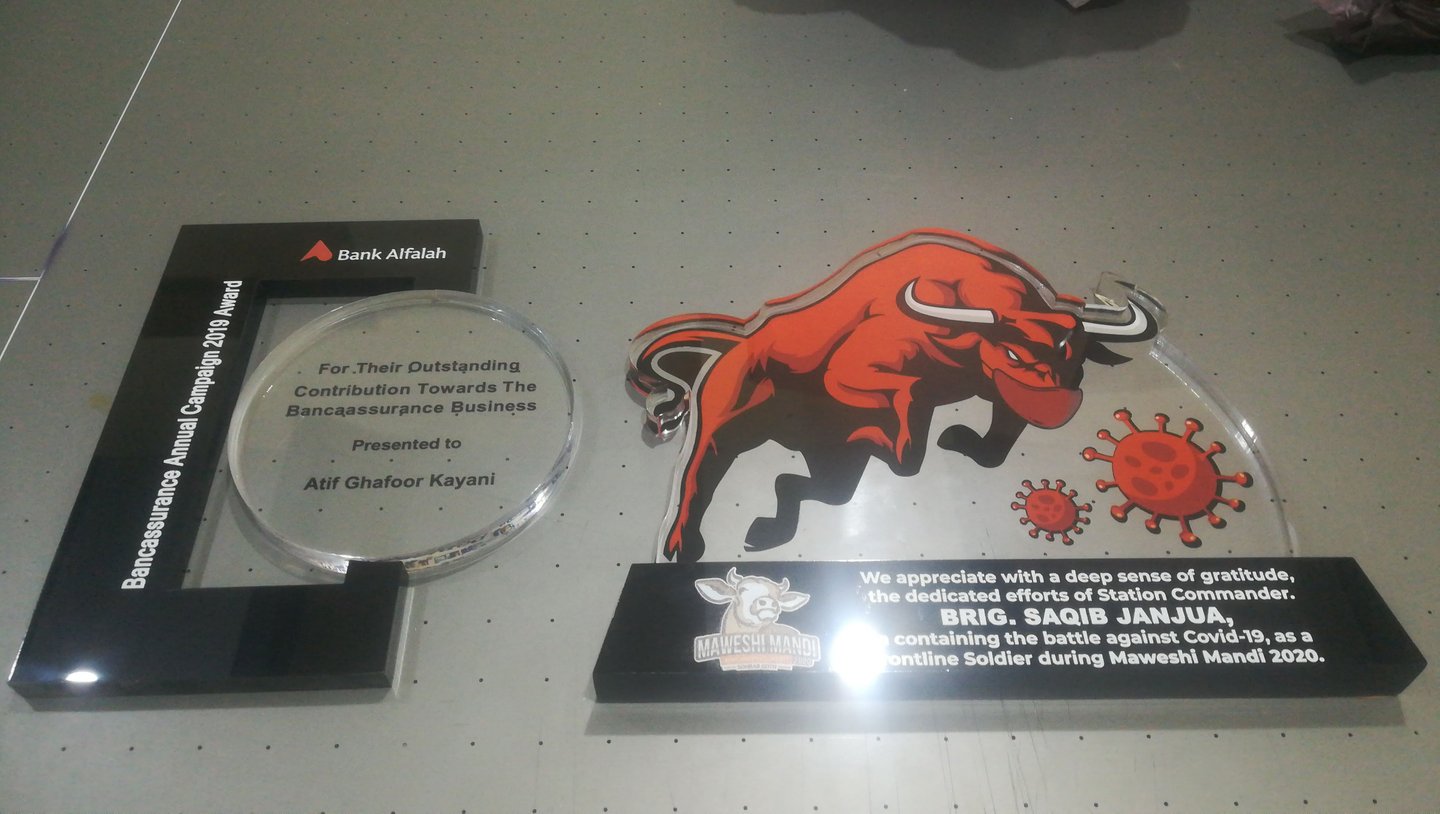 Bank Alfalah
Bancassurance Annual Campaign 2019 Award
For Their Outstanding
Contribution Towards The
Bancaassurance Business
Presented to
Atif Ghafoor Kayani
MAWESHI MANDI
We appreciate with a deep sense of gratitude,
the dedicated efforts of Station Commander.
BRIG. SAQIB JANJUA,
containing the battle against Covid-19, as a
Soldier during Maweshi Mandi 2020.